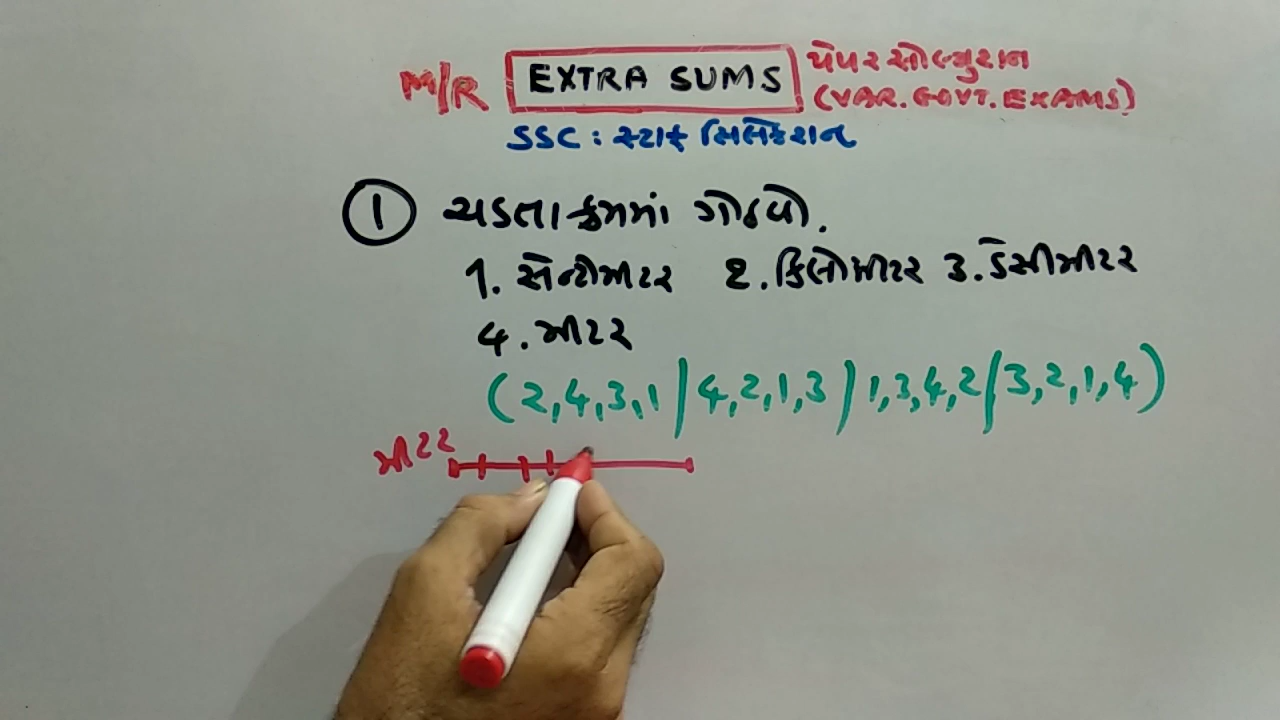 M/R EXTRA SUMS પેપર સોલ્યુશન
(VAR. GOVT. EXAMS)
SSC : સ્ટાફ સિલેકશન
① ચડતા ક્રમમાં ગોઠવો.
1. સેન્ટીમીટર 2. કિલોમીટર 3. ડેસીમીટર
4. મીટર
(2,4,3,1 / 4,2,1,3 / 1,3,4,2 / 3,2,1,4)
મીટર